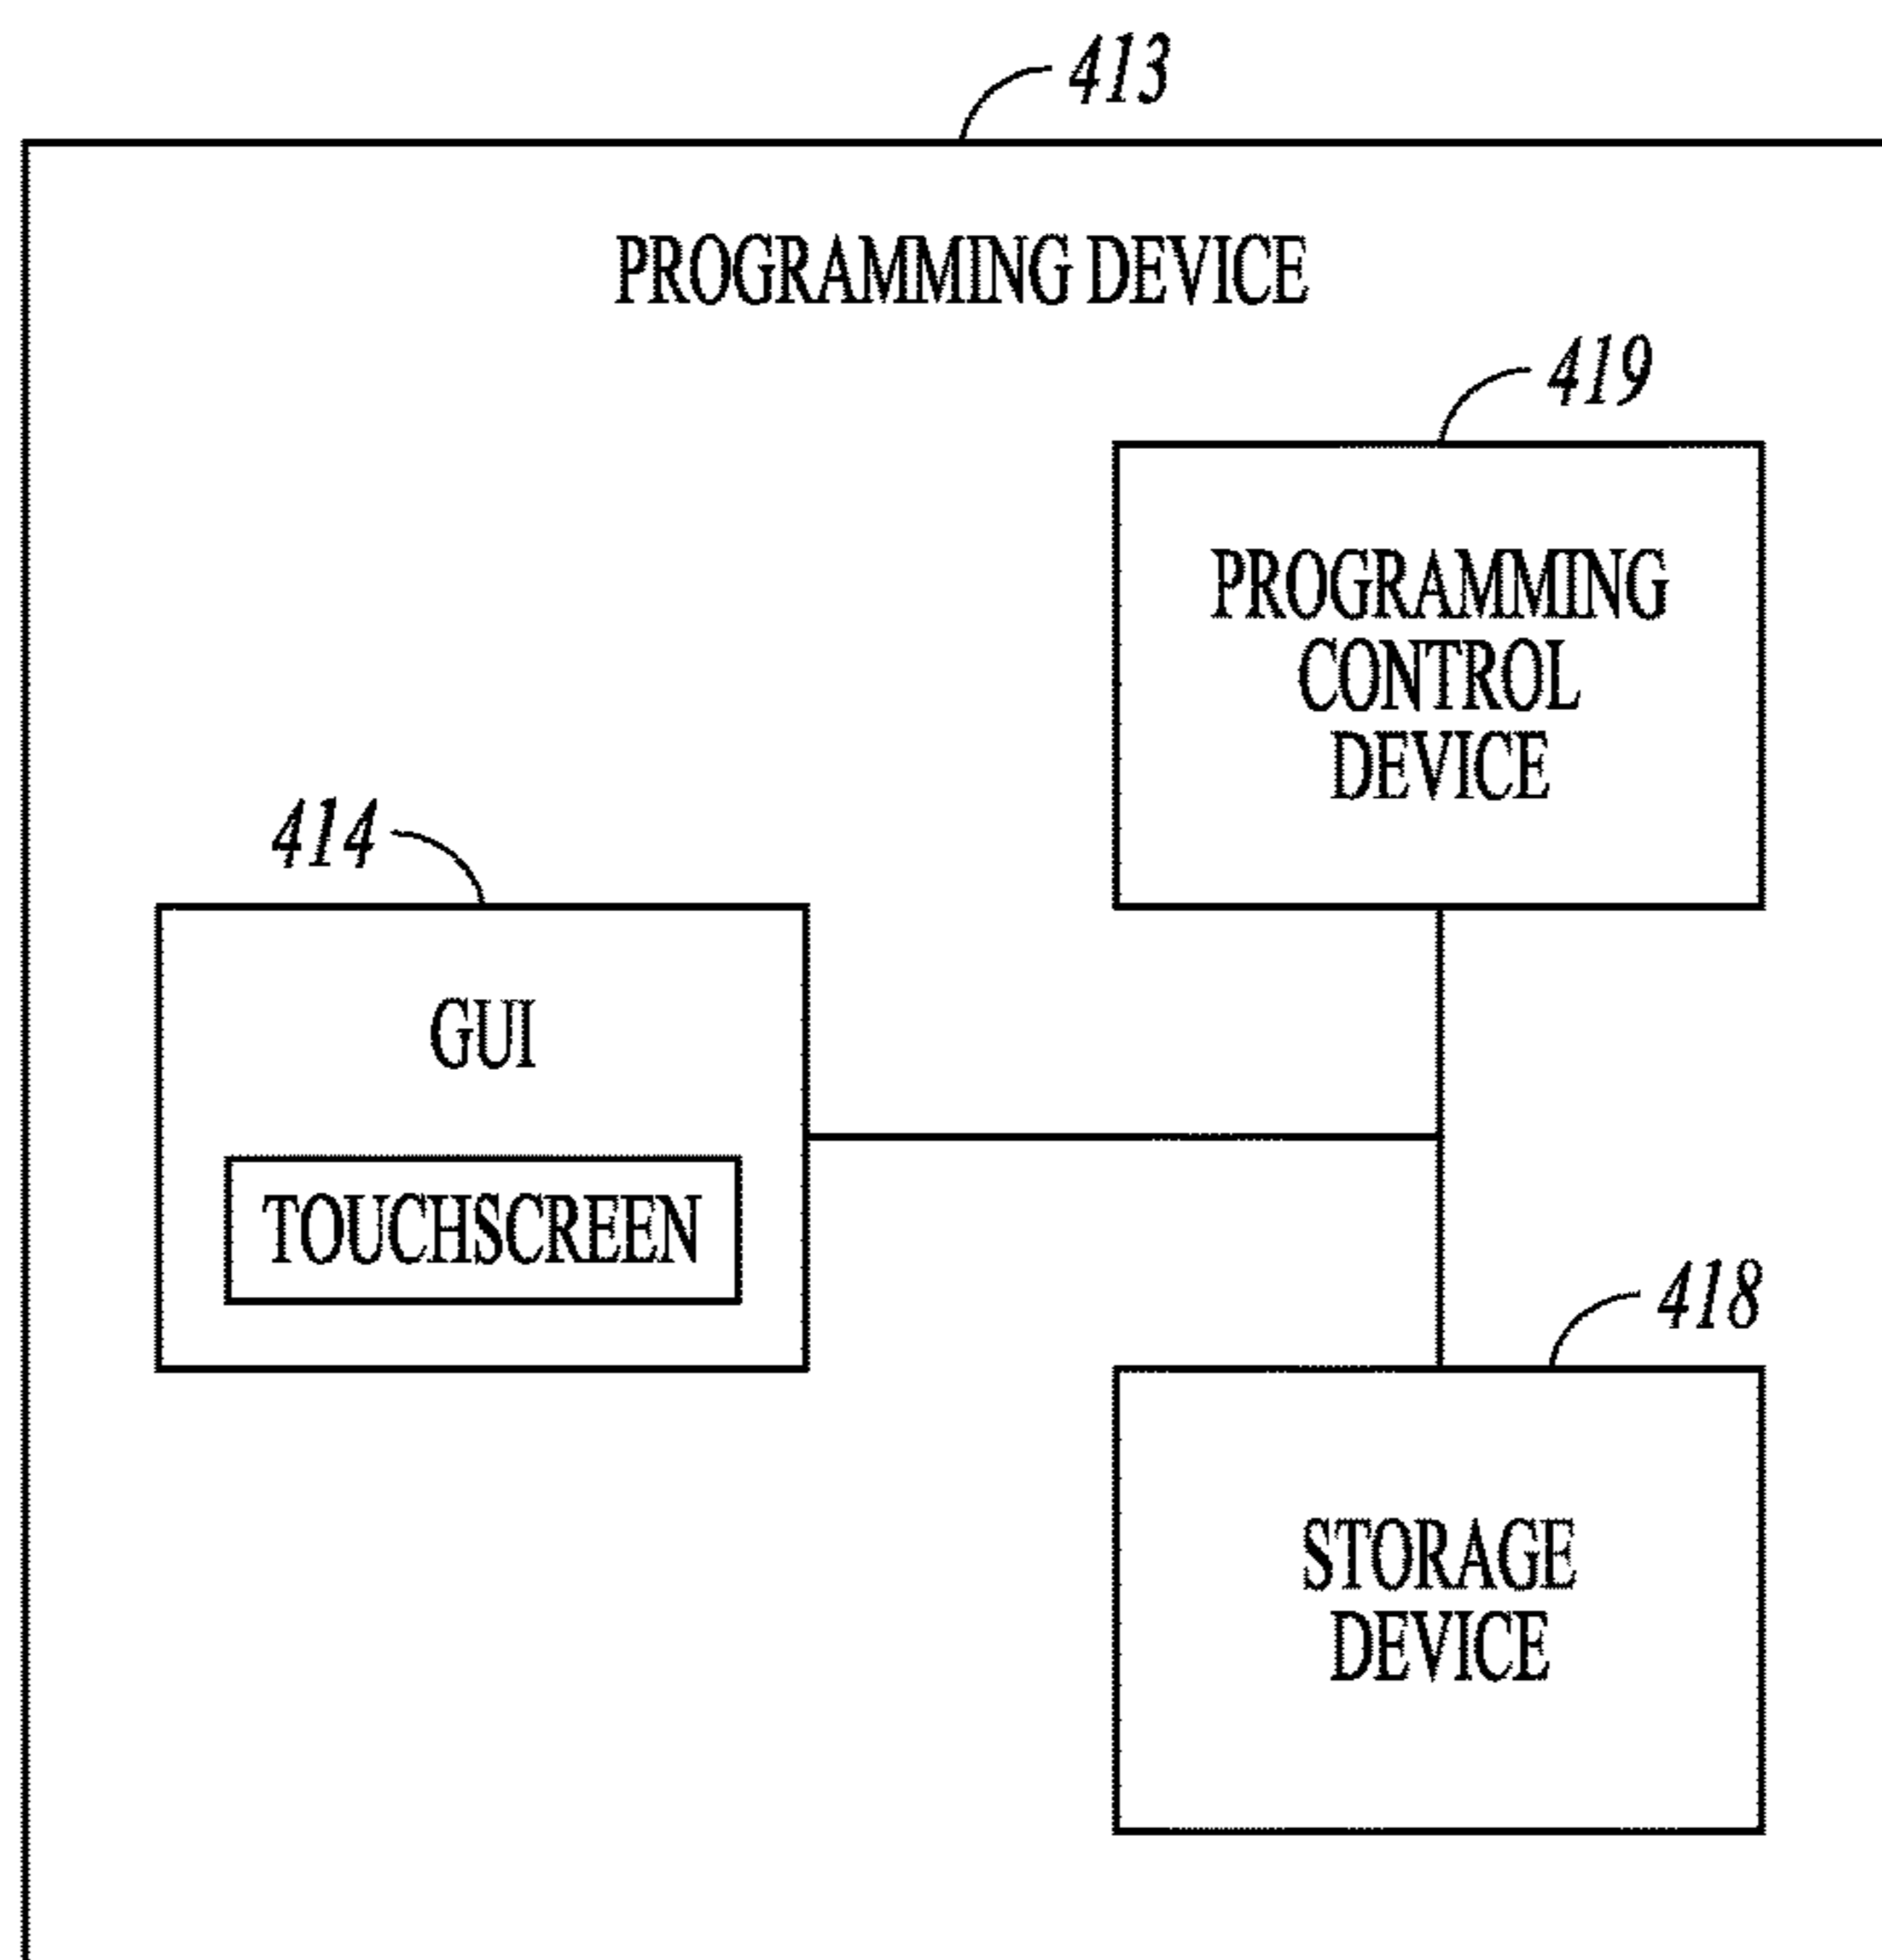 413
PROGRAMMING DEVICE
419
PROGRAMMING
CONTROL
DEVICE
414
GUI
TOUCHSCREEN
418
STORAGE
DEVICE